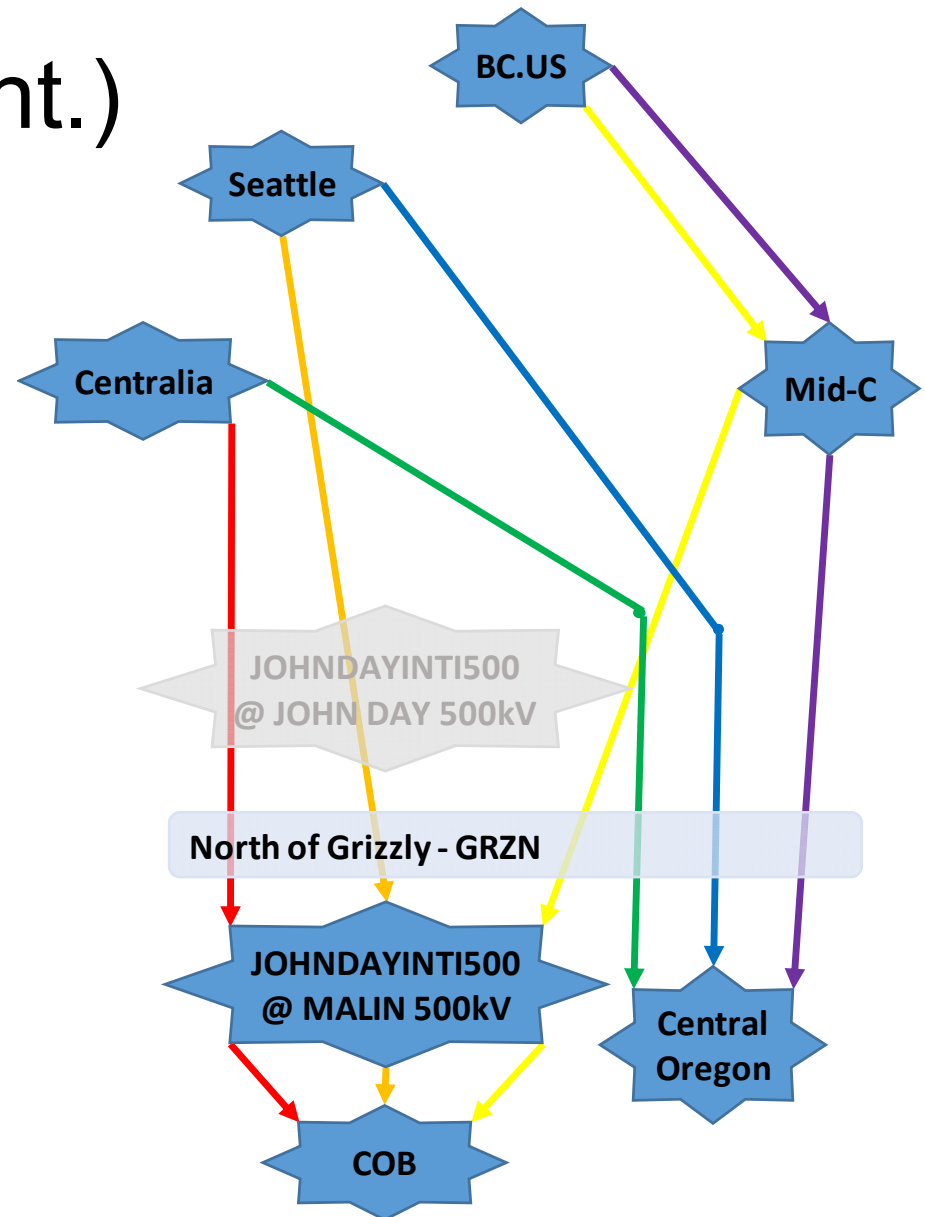 nt.)
BC.US
Seattle
Centralia
Mid-C
JOHNDAYINTI500
@ JOHN DAY 500kV
North of Grizzly - GRZN
JOHNDAYINTI500
@ MALIN 500kV
Central
Oregon
COB